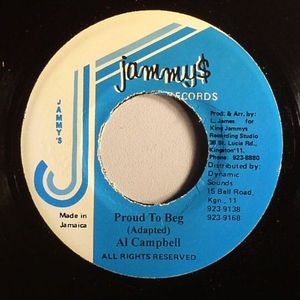 jammy$
RECORDS
JAMMY'S
Prod: & Arr. by:
L. James for
King Jammys
Recording Studio
38 St. Lucia Rd.,
Kingston 11.
Phone: 923-8880
Distributed by:
Dynamic
Sounds
15 Bell Road,
Kgn., 11
923-9138
923-9168
Made in
Jamaica
Proud To Beg
(Adapted)
Al Campbell
ALL RIGHTS RESERVED